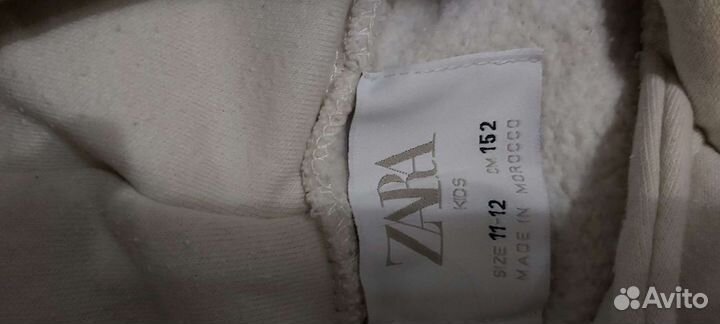 ZARA
KIDS
SIZE 11-12 CM 152
MADE IN MOROCCO
Avito